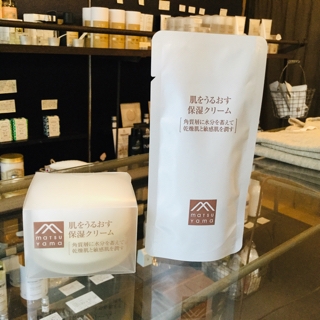 肌をうるおす
保湿クリーム
角質層に水分を蓄えて
乾燥肌と敏感肌を潤す
matsu
yama
肌をうるおす
保湿クリーム
角質層に水分を蓄えて
乾燥肌と敏感肌を潤す
matsu
yama